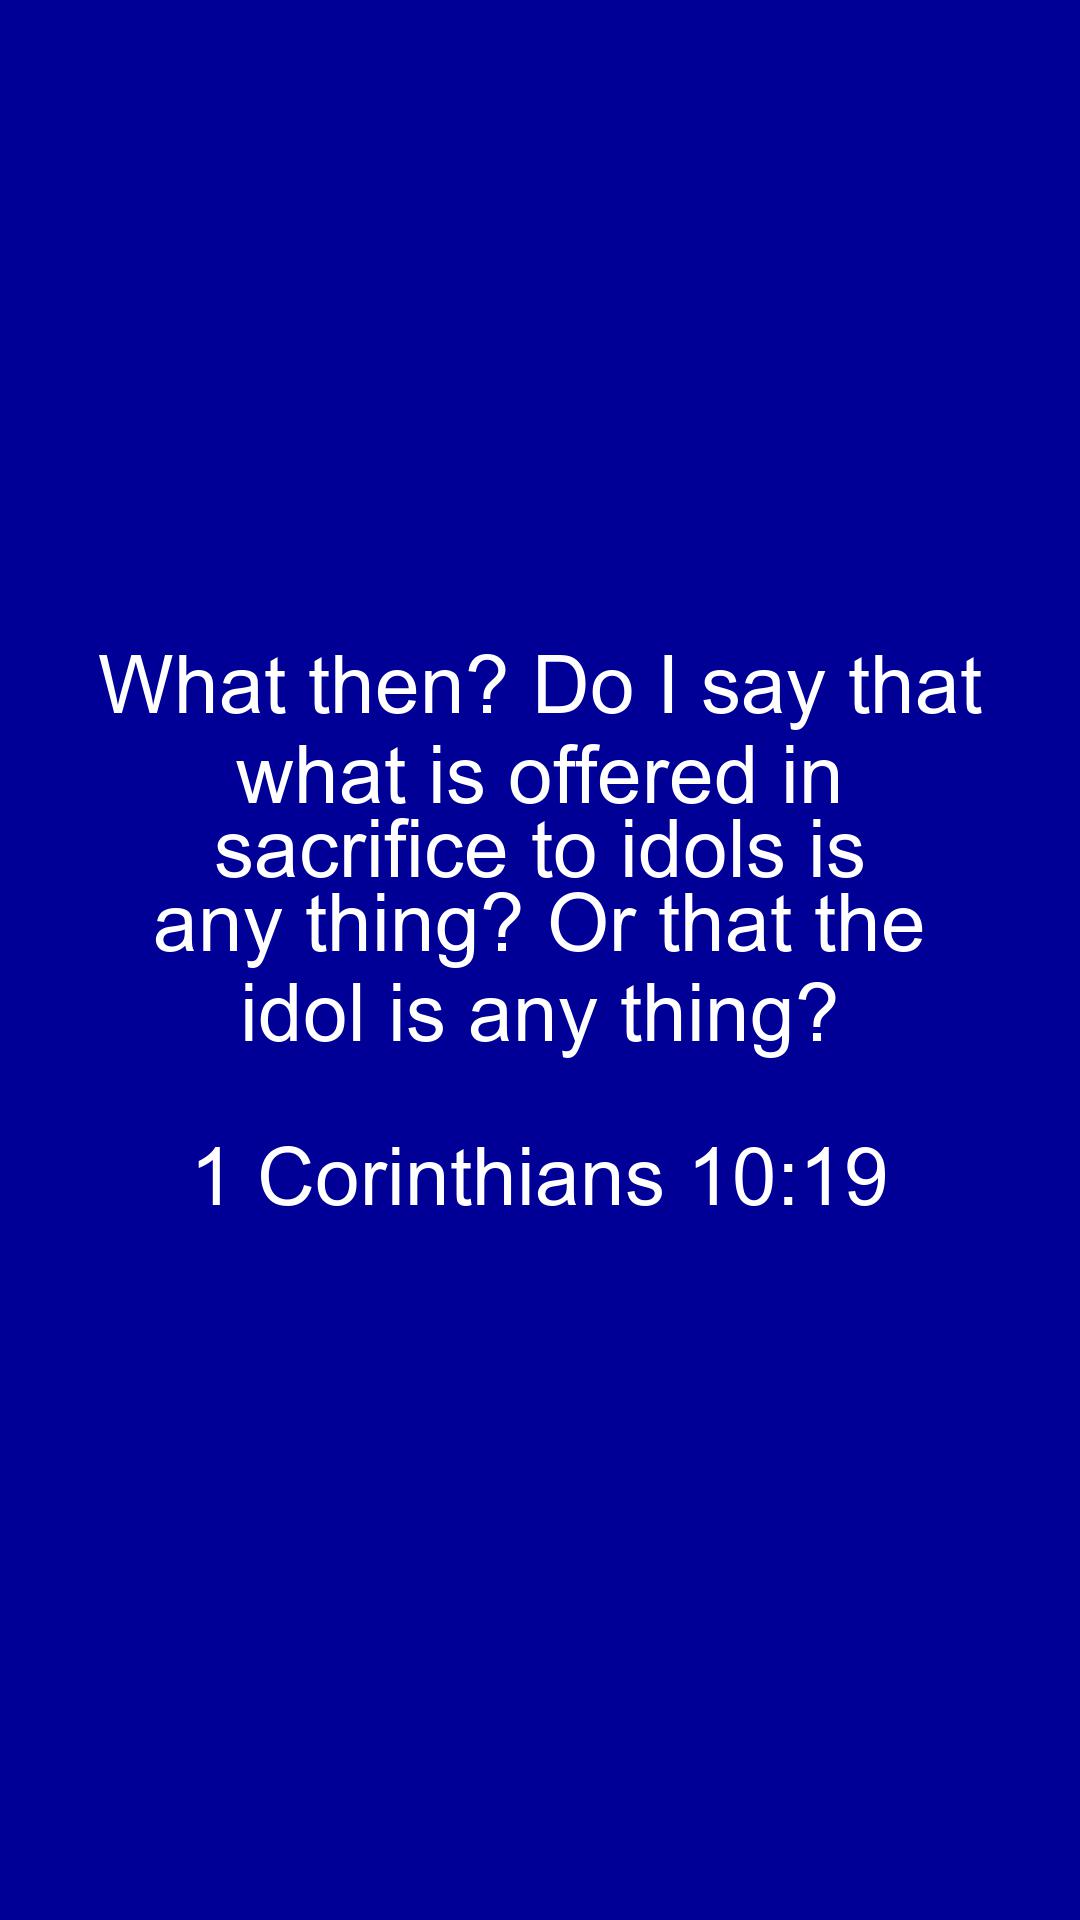 What then? Do I say that
what is offered in
sacrifice to idols is
any thing? Or that the
idol is any thing?
1 Corinthians 10:19